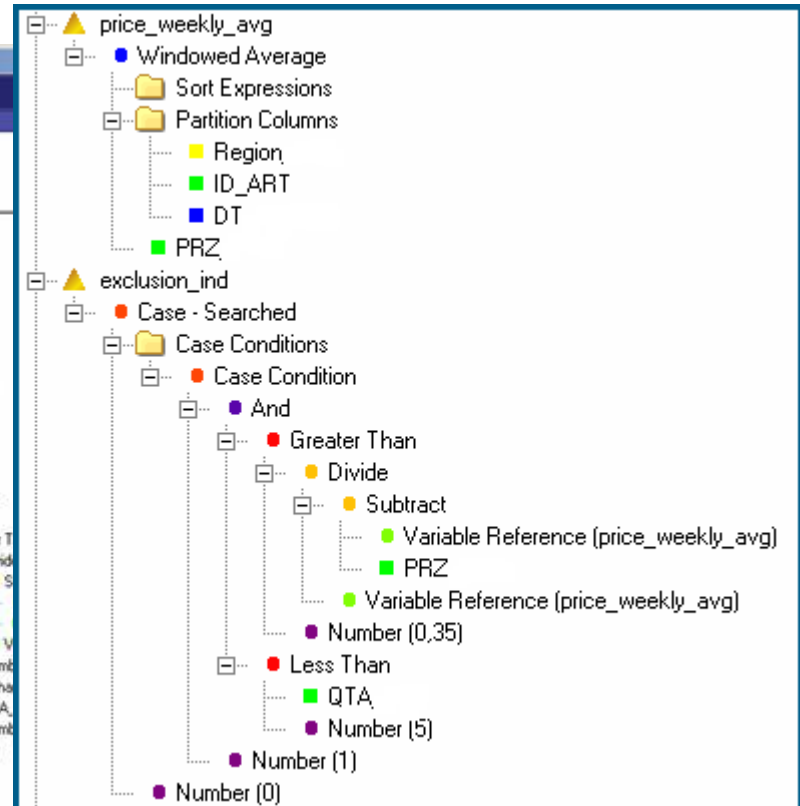 price_weekly_avg
Windowed Average
Sort Expressions
Partition Columns
Region
ID_ART
DT
PRZ
exclusion_ind
Case - Searched
Case Conditions
Case Condition
And
Greater Than
Divide
Subtract
Variable Reference (price_weekly_avg)
PRZ
Variable Reference (price_weekly_avg)
Number (0,35)
Less Than
QTA
Number (5)
Number (1)
Number (0)